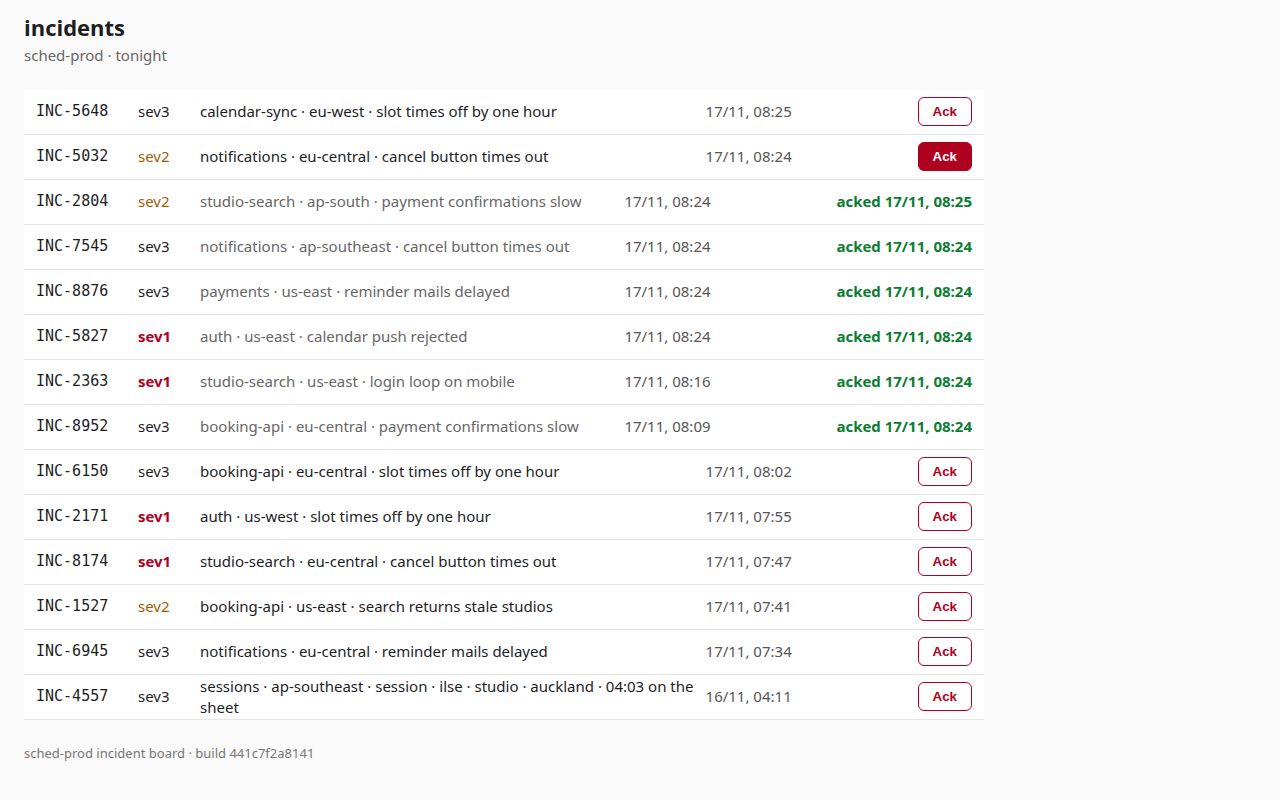 incidents
sched-prod · tonight
INC-5648 sev3 calendar-sync · eu-west · slot times off by one hour 17/11, 08:25 Ack
INC-5032 sev2 notifications · eu-central · cancel button times out 17/11, 08:24 Ack
INC-2804 sev2 studio-search · ap-south · payment confirmations slow 17/11, 08:24 acked 17/11, 08:25
INC-7545 sev3 notifications · ap-southeast · cancel button times out 17/11, 08:24 acked 17/11, 08:24
INC-8876 sev3 payments · us-east · reminder mails delayed 17/11, 08:24 acked 17/11, 08:24
INC-5827 sev1 auth · us-east · calendar push rejected 17/11, 08:24 acked 17/11, 08:24
INC-2363 sev1 studio-search · us-east · login loop on mobile 17/11, 08:16 acked 17/11, 08:24
INC-8952 sev3 booking-api · eu-central · payment confirmations slow 17/11, 08:09 acked 17/11, 08:24
INC-6150 sev3 booking-api · eu-central · slot times off by one hour 17/11, 08:02 Ack
INC-2171 sev1 auth · us-west · slot times off by one hour 17/11, 07:55 Ack
INC-8174 sev1 studio-search · eu-central · cancel button times out 17/11, 07:47 Ack
INC-1527 sev2 booking-api · us-east · search returns stale studios 17/11, 07:41 Ack
INC-6945 sev3 notifications · eu-central · reminder mails delayed 17/11, 07:34 Ack
INC-4557 sev3 sessions · ap-southeast · session · ilse · studio · auckland · 04:03 on the 16/11, 04:11 Ack
sheet
sched-prod incident board · build 441c7f2a8141